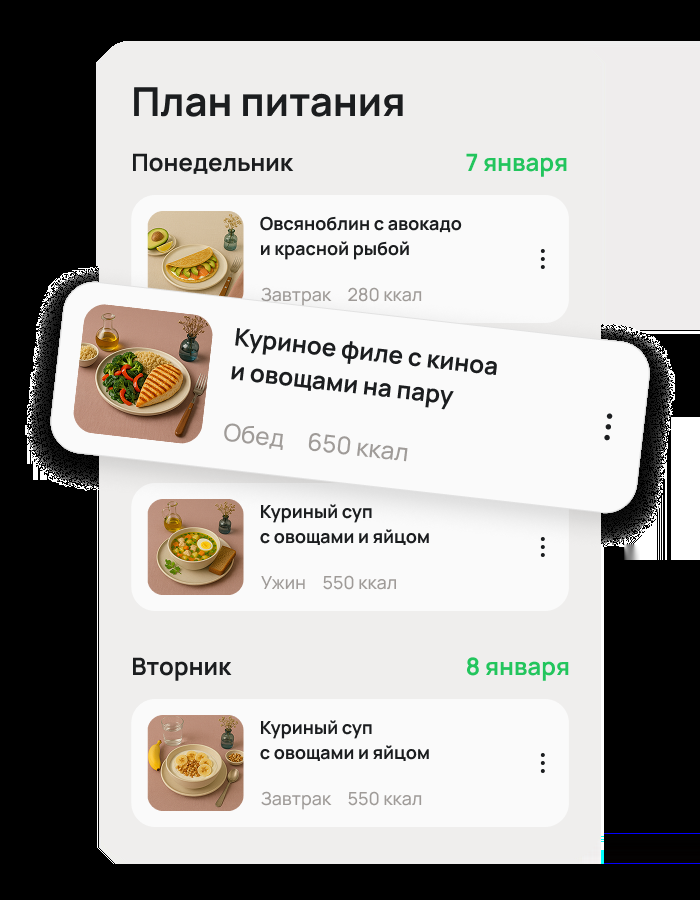 План питания
Понедельник 7 января
Овсяноблин с авокадо
и красной рыбой
Завтрак 280 ккал
Куриное филе с киноа
и овощами на пару
Обед 650 ккал
Куриный суп
с овощами и яйцом
Ужин 550 ккал
Вторник 8 января
Куриный суп
с овощами и яйцом
Завтрак 550 ккал